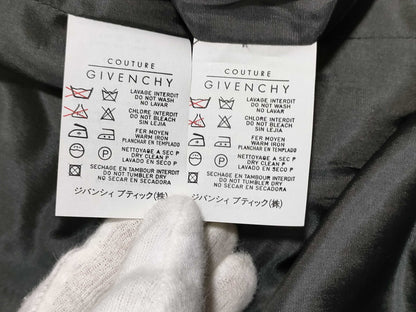 COUTURE
GIVENCHY
LAVAGE INTERDIT
DO NOT WASH
NO LAVAR
CHLORE INTERDIT
DO NOT BLEACH
SIN LEJIA
FER MOYEN
WARM IRON
PLANCHAR EN TEMPLADO
P
NETTOYAGE A SEC P
DRY CLEAN P
LAVADO EN SECO P
SECHAGE EN TAMBOUR INTERDIT
DO NOT TUMBLER DRY
NO SECAR EN SECADORA
ジバンシィ ブティック(株)
COUTURE
GIVENCHY
LAVAGE INTERDIT
DO NOT WASH
NO LAVAR
CHLORE INTERDIT
DO NOT BLEACH
SIN LEJIA
FER MOYEN
WARM IRON
PLANCHAR EN TEMPLADO
P
NETTOYAGE A SEC P
DRY CLEAN P
LAVADO EN SECO P
SECHAGE EN TAMBOUR INTERDIT
DO NOT TUMBLER DRY
NO SECAR EN SECADORA
ジバンシィ ブティック(株)